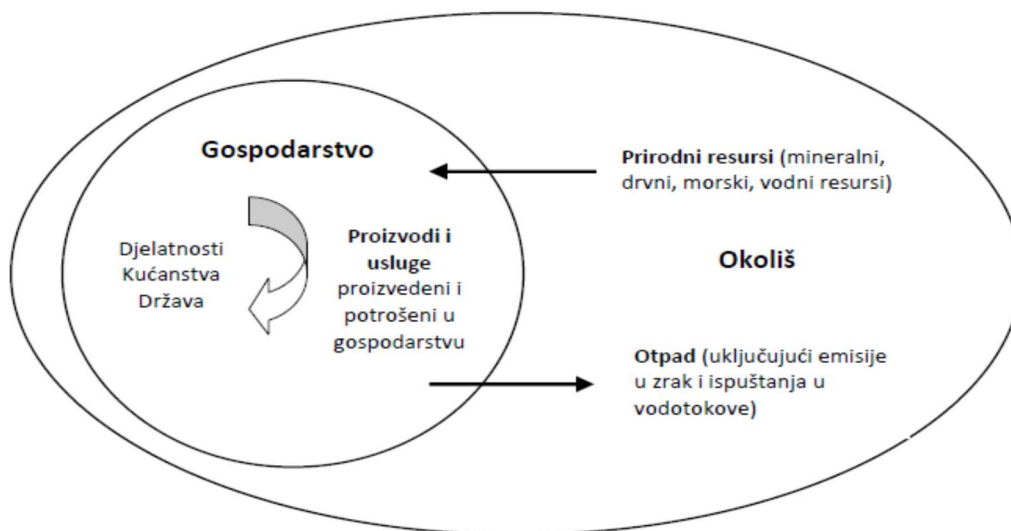 Gospodarstvo
Djelatnosti
Kućanstva
Država
Proizvodi i
usluge
proizvedeni i
potrošeni u
gospodarstvu
Prirodni resursi (mineralni,
drvni, morski, vodni resursi)
Okoliš
Otpad (uključujući emisije
u zrak i ispuštanja u
vodotokove)